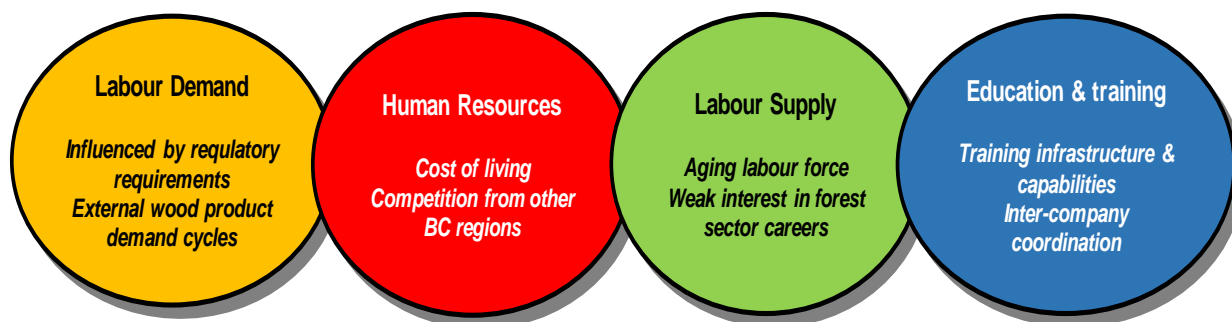 Labour Demand
Influenced by requlatory
requirements
External wood product
demand cycles
Human Resources
Cost of living
Competition from other
BC regions
Labour Supply
Aging labour force
Weak interest in forest
sector careers
Education & training
Training infrastructure &
capabilities
Inter-company
coordination